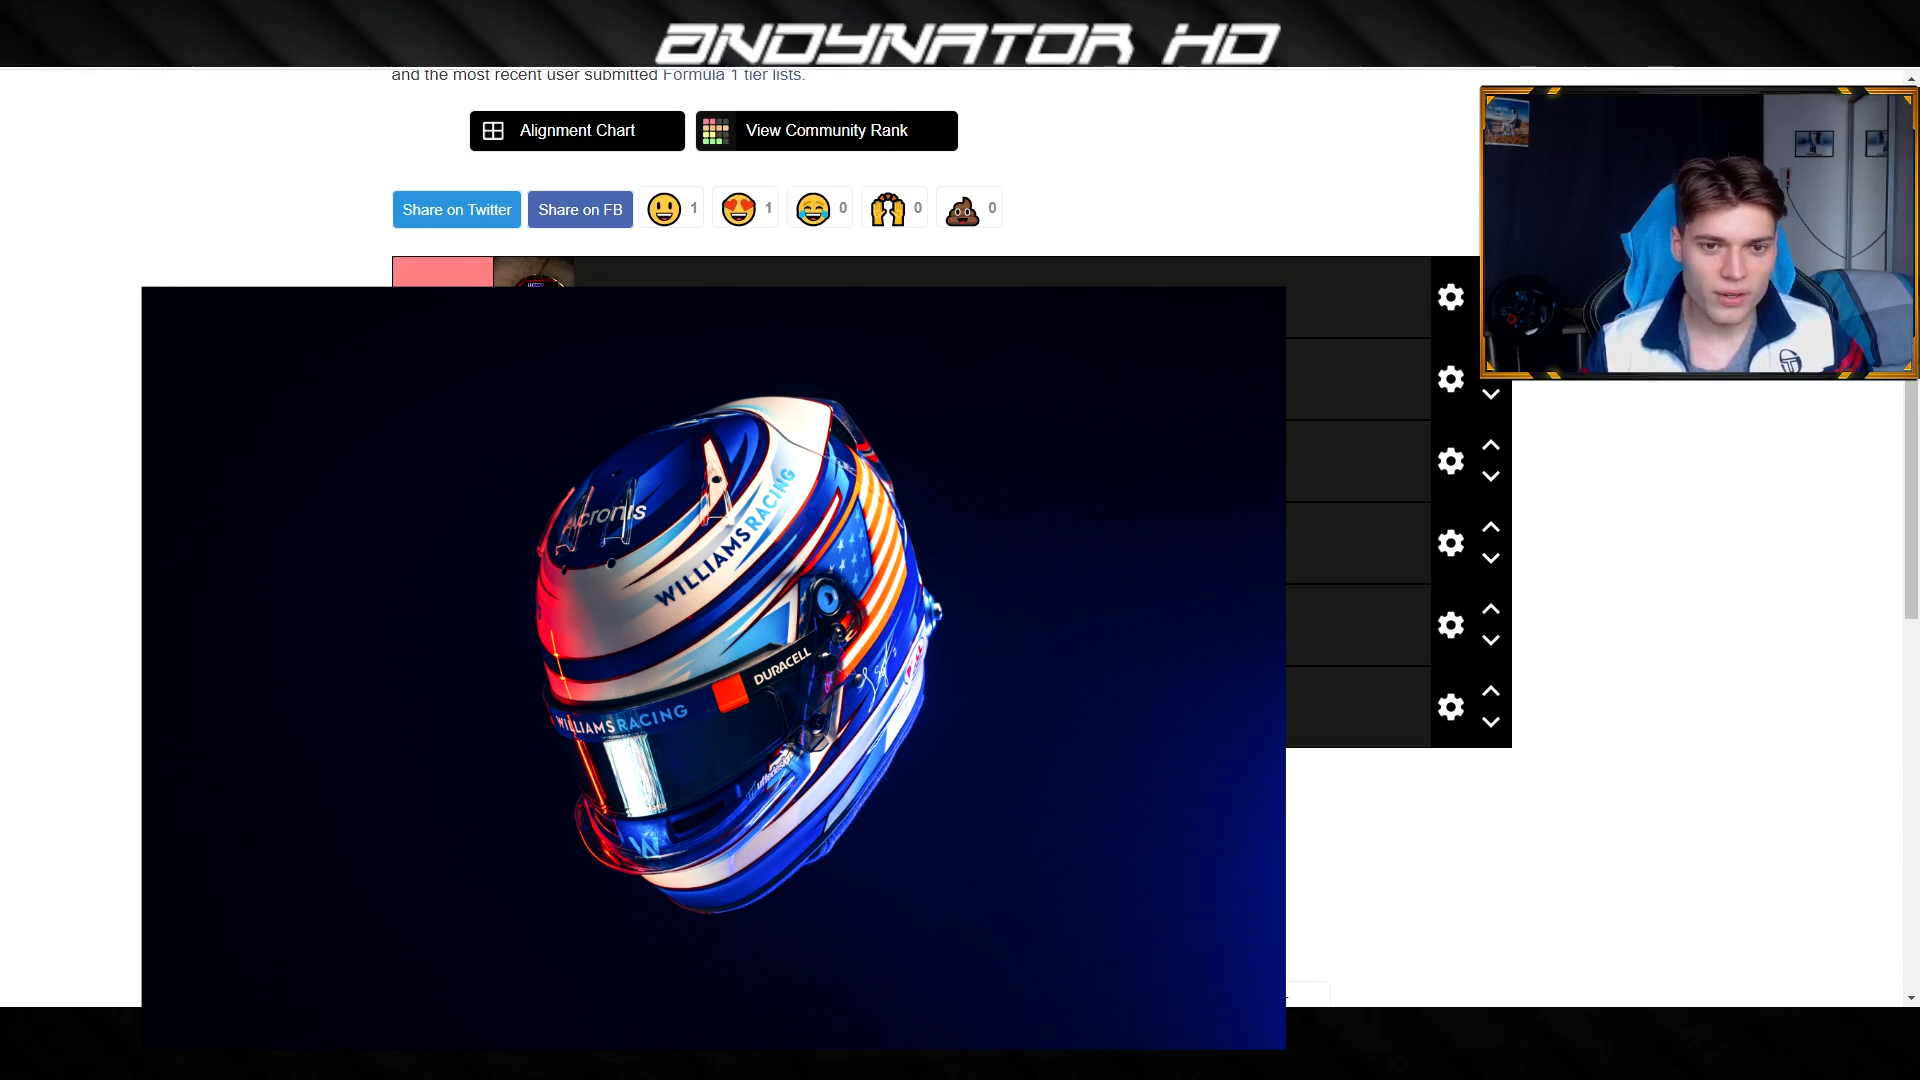 ANDYNATOR HD
and the most recent user submitted Formula 1 tier lists.
Alignment Chart
View Community Rank
Share on Twitter
Share on FB
1
1
0
0
0
Acronis
WILLIAMS RACING
DURACELL
WILLIAMS RACING
W